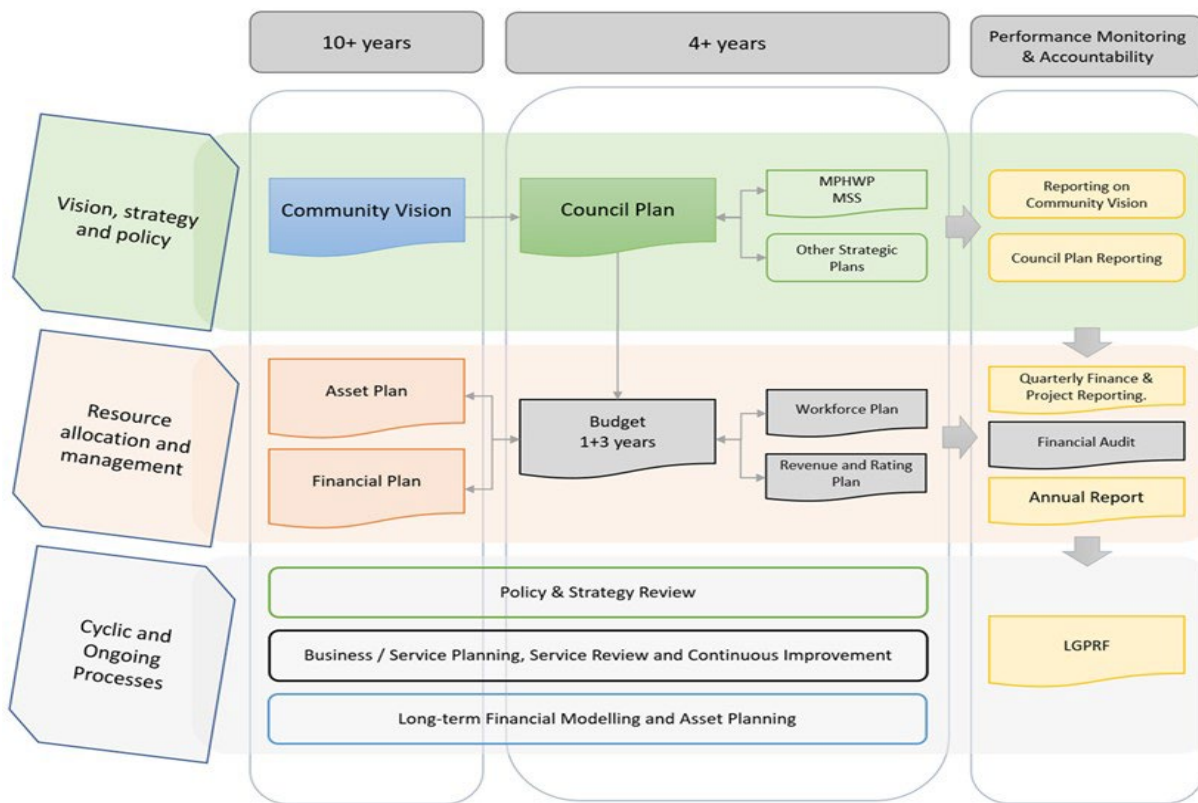 10+ years
4+ years
Performance Monitoring
& Accountability
Vision, strategy
and policy
Community Vision
Council Plan
MPHWP
MSS
Other Strategic
Plans
Reporting on
Community Vision
Council Plan Reporting
Resource
allocation and
management
Asset Plan
Financial Plan
Budget
1+3 years
Workforce Plan
Revenue and Rating
Plan
Quarterly Finance &
Project Reporting.
Financial Audit
Annual Report
Cyclic and
Ongoing
Processes
Policy & Strategy Review
Business / Service Planning, Service Review and Continuous Improvement
Long-term Financial Modelling and Asset Planning
LGPRF